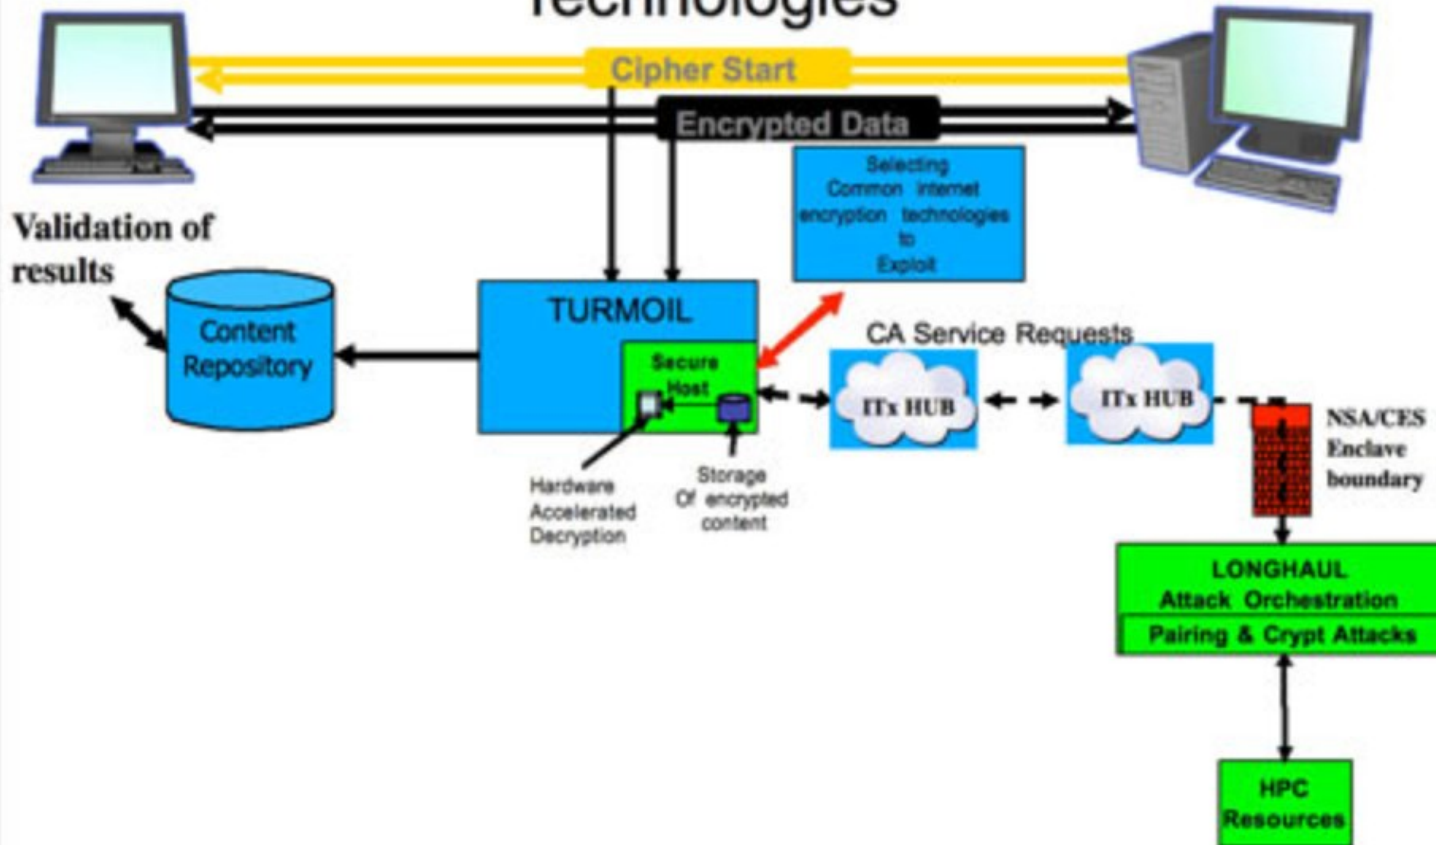 Technologies
Cipher Start
Encrypted Data
Selecting
Common internet
encryption technologies
to
Exploit
Validation of
results
Content
Repository
TURMOIL
Secure
Host
CA Service Requests
ITx HUB
ITx HUB
NSA/CES
Enclave
boundary
Hardware
Accelerated
Decryption
Storage
Of encrypted
content
LONGHAUL
Attack Orchestration
Pairing & Crypt Attacks
HPC
Resources